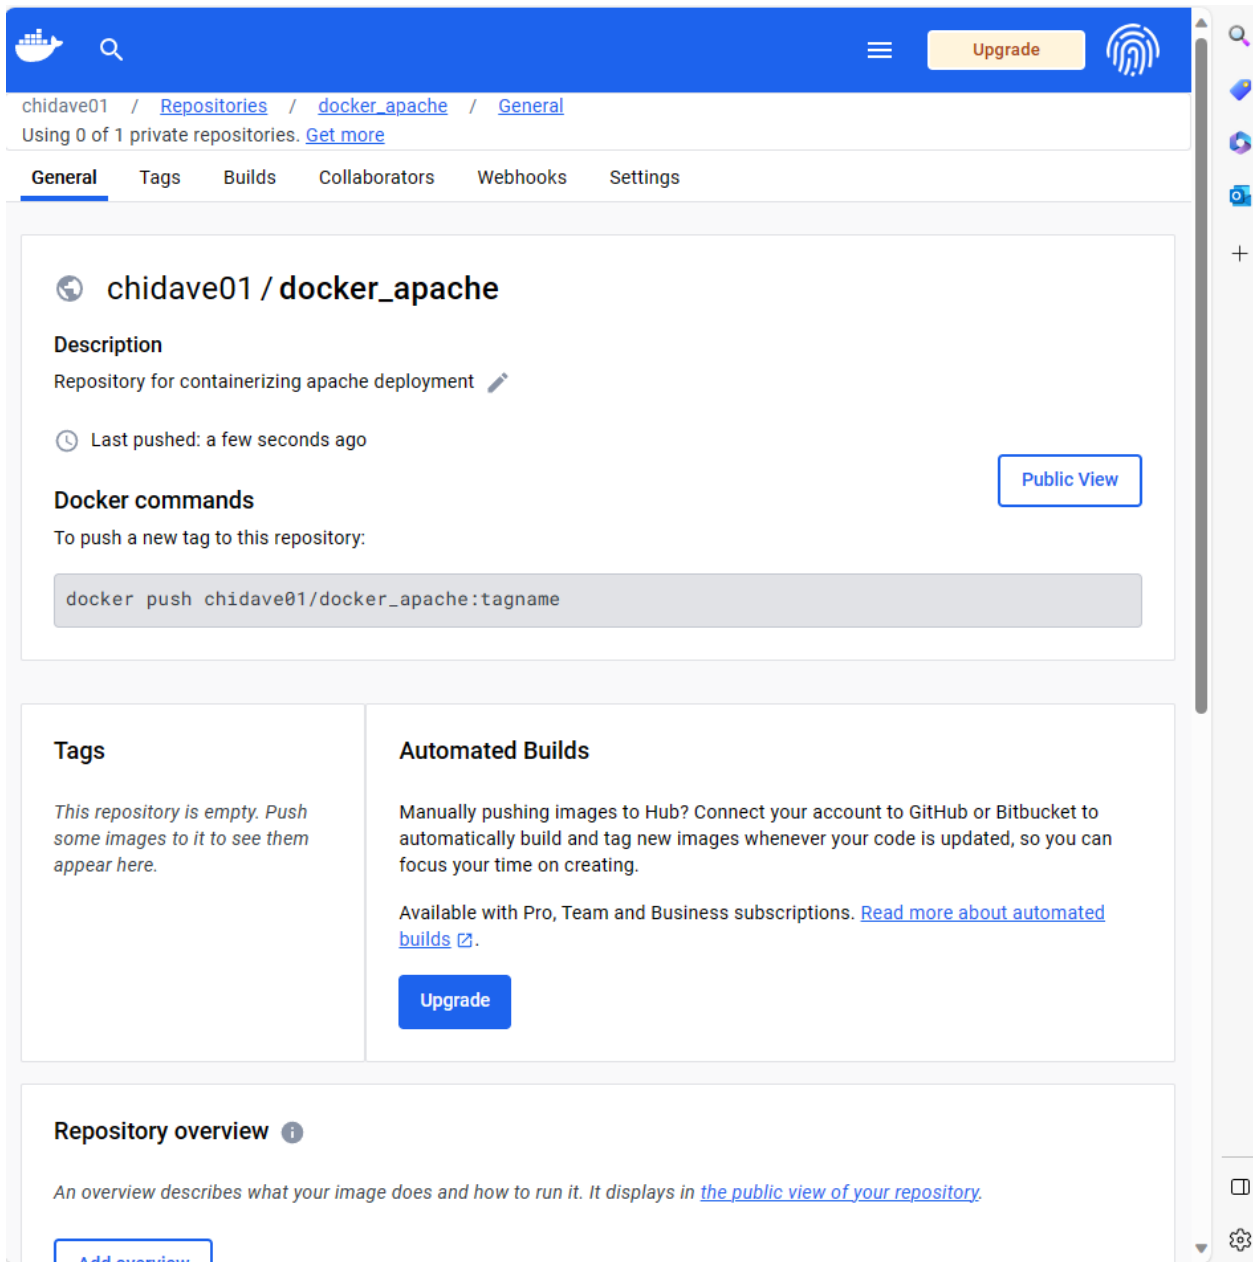 Upgrade
chidave01 / Repositories / docker_apache / General
Using 0 of 1 private repositories. Get more
General Tags Builds Collaborators Webhooks Settings
chidave01 / docker_apache
Description
Repository for containerizing apache deployment
Last pushed: a few seconds ago
Public View
Docker commands
To push a new tag to this repository:
docker push chidave01/docker_apache:tagname
Tags
This repository is empty. Push
some images to it to see them
appear here.
Automated Builds
Manually pushing images to Hub? Connect your account to GitHub or Bitbucket to
automatically build and tag new images whenever your code is updated, so you can
focus your time on creating.
Available with Pro, Team and Business subscriptions. Read more about automated
builds.
Upgrade
Repository overview
An overview describes what your image does and how to run it. It displays in the public view of your repository.
Add overview